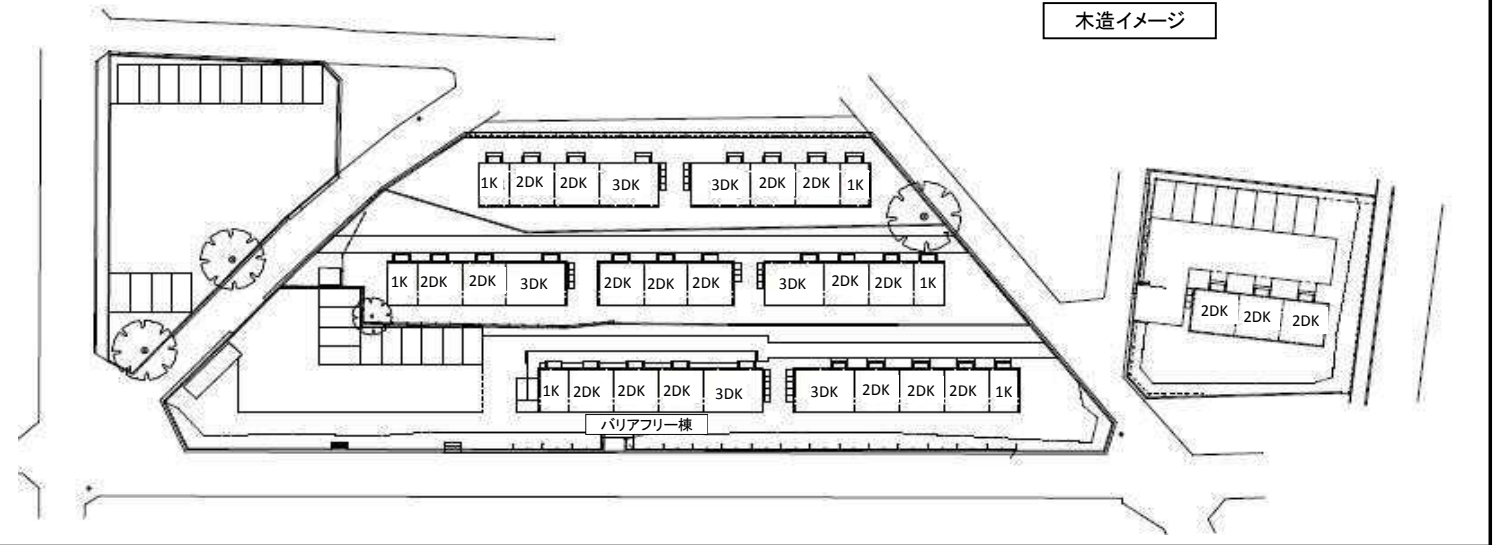 木造イメージ
1K 2DK 2DK 3DK 3DK 2DK 2DK 1K
1K 2DK 2DK 3DK 2DK 2DK 2DK 3DK 2DK 2DK 1K
2DK 2DK 2DK
1K 2DK 2DK 2DK 3DK 3DK 2DK 2DK 2DK 1K
バリアフリー棟